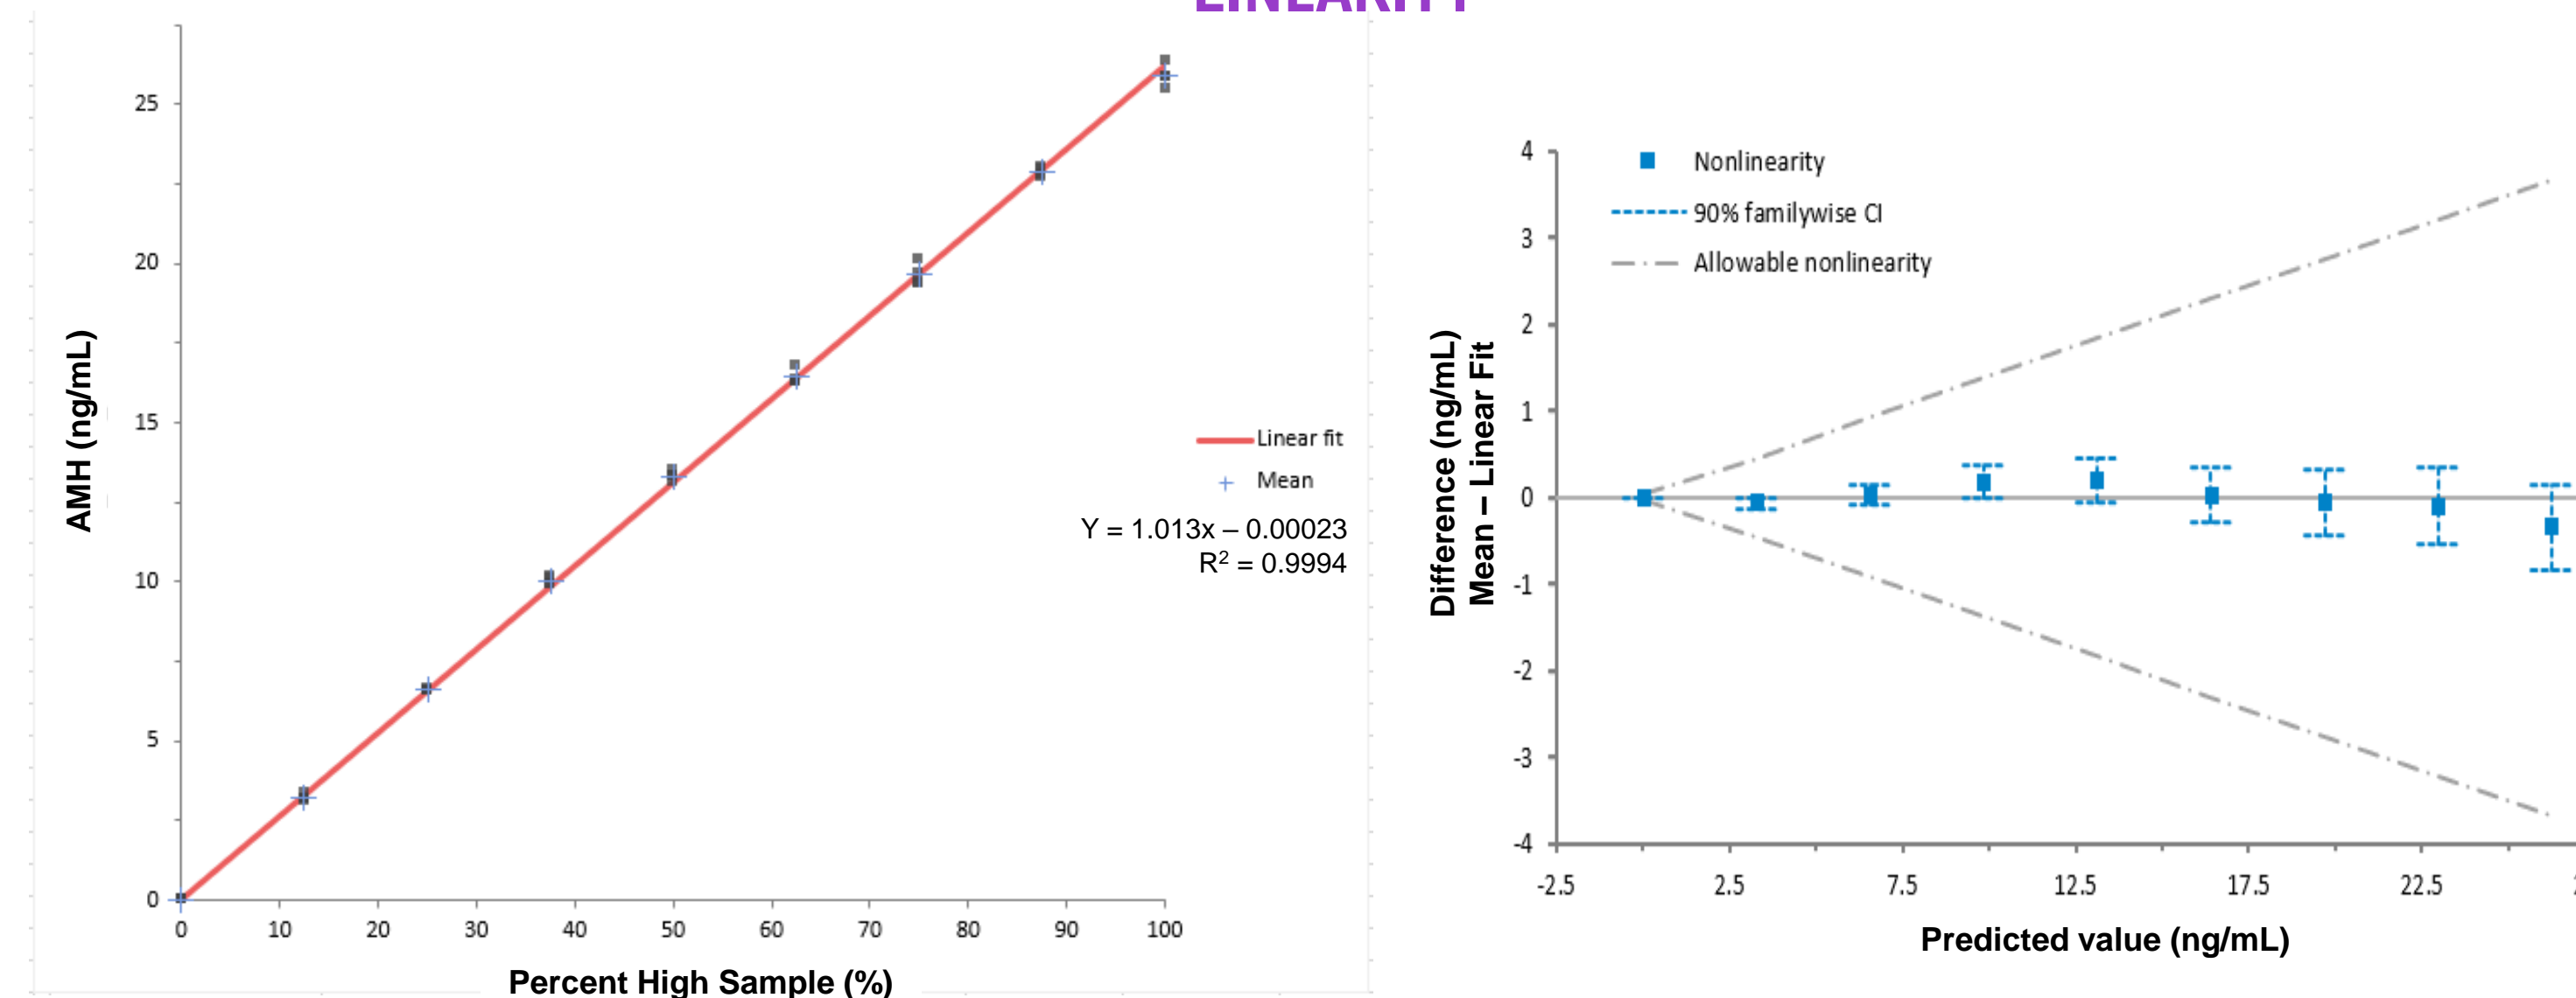 LINEARITY
AMH (ng/mL)
25
20
15
10
5
0
0 10 20 30 40 50 60 70 80 90 100
Percent High Sample (%)
Linear fit
Mean
Y = 1.013x – 0.00023
R² = 0.9994
Difference (ng/mL)
Mean – Linear Fit
4
3
2
1
0
-1
-2
-3
-4
Nonlinearity
90% familywise CI
Allowable nonlinearity
-2.5 2.5 7.5 12.5 17.5 22.5
Predicted value (ng/mL)